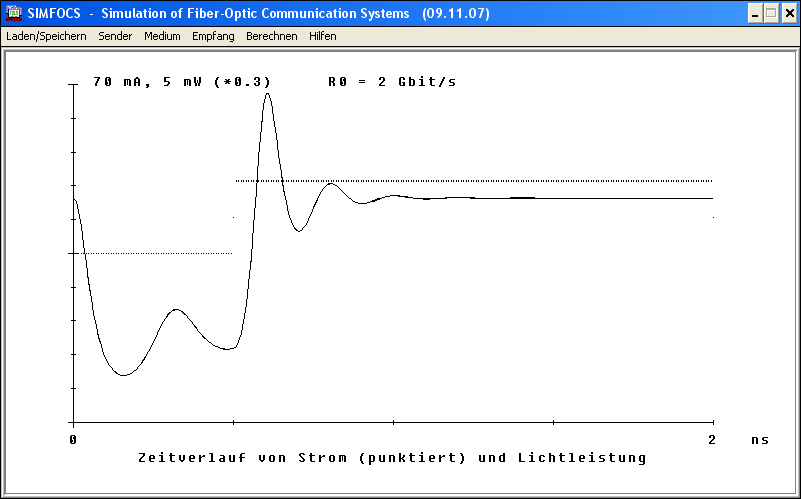 SIMFOCS - Simulation of Fiber-Optic Communication Systems (09.11.07)
Laden/Speichern Sender Medium Empfang Berechnen Hilfen
70 mA, 5 mW (*0.3) R0 = 2 Gbit/s
0 2 ns
Zeitverlauf von Strom (punktiert) und Lichtleistung